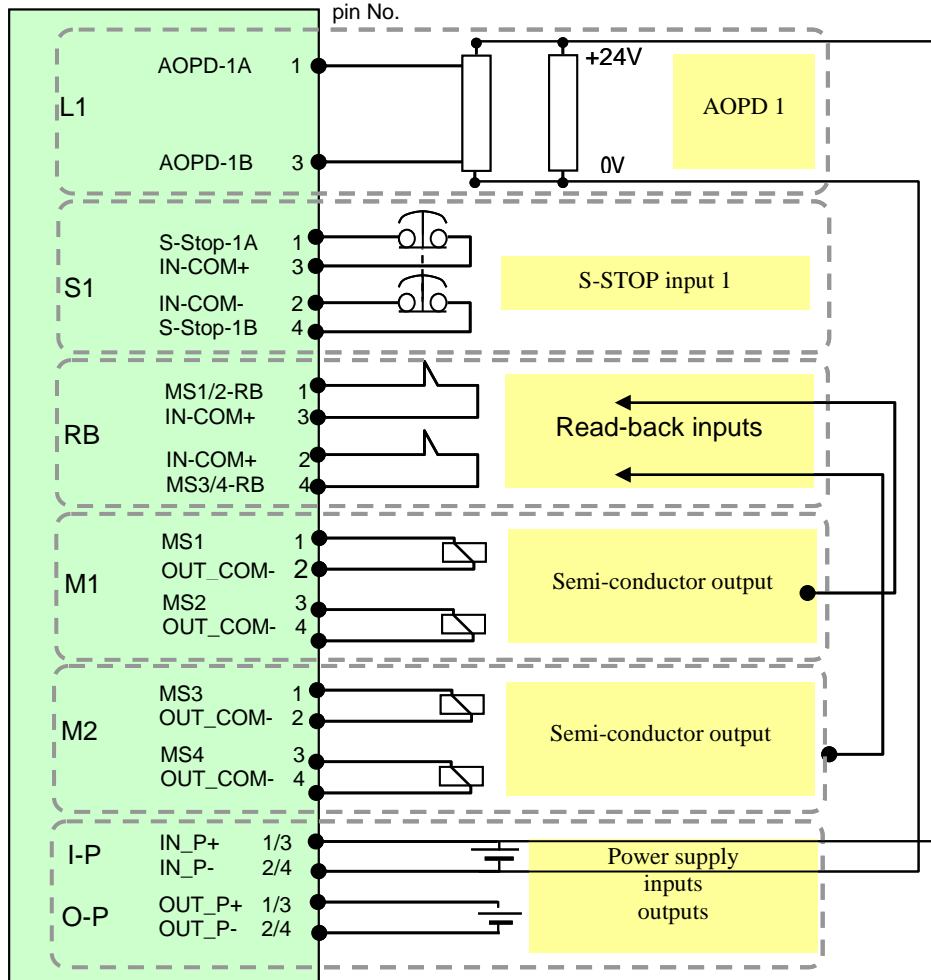 pin No.
AOPD-1A 1
+24V
AOPD 1
L1
AOPD-1B 3
0V
S-Stop-1A 1
IN-COM+ 3
S1
S-STOP input 1
IN-COM- 2
S-Stop-1B 4
MS1/2-RB 1
IN-COM+ 3
RB
Read-back inputs
IN-COM+ 2
MS3/4-RB 4
MS1 1
OUT_COM- 2
M1
Semi-conductor output
MS2 3
OUT_COM- 4
MS3 1
OUT_COM- 2
M2
Semi-conductor output
MS4 3
OUT_COM- 4
I-P
IN_P+ 1/3
IN_P- 2/4
Power supply
inputs
outputs
O-P
OUT_P+ 1/3
OUT_P- 2/4